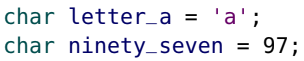 char letter_a = 'a';
char ninety_seven = 97;